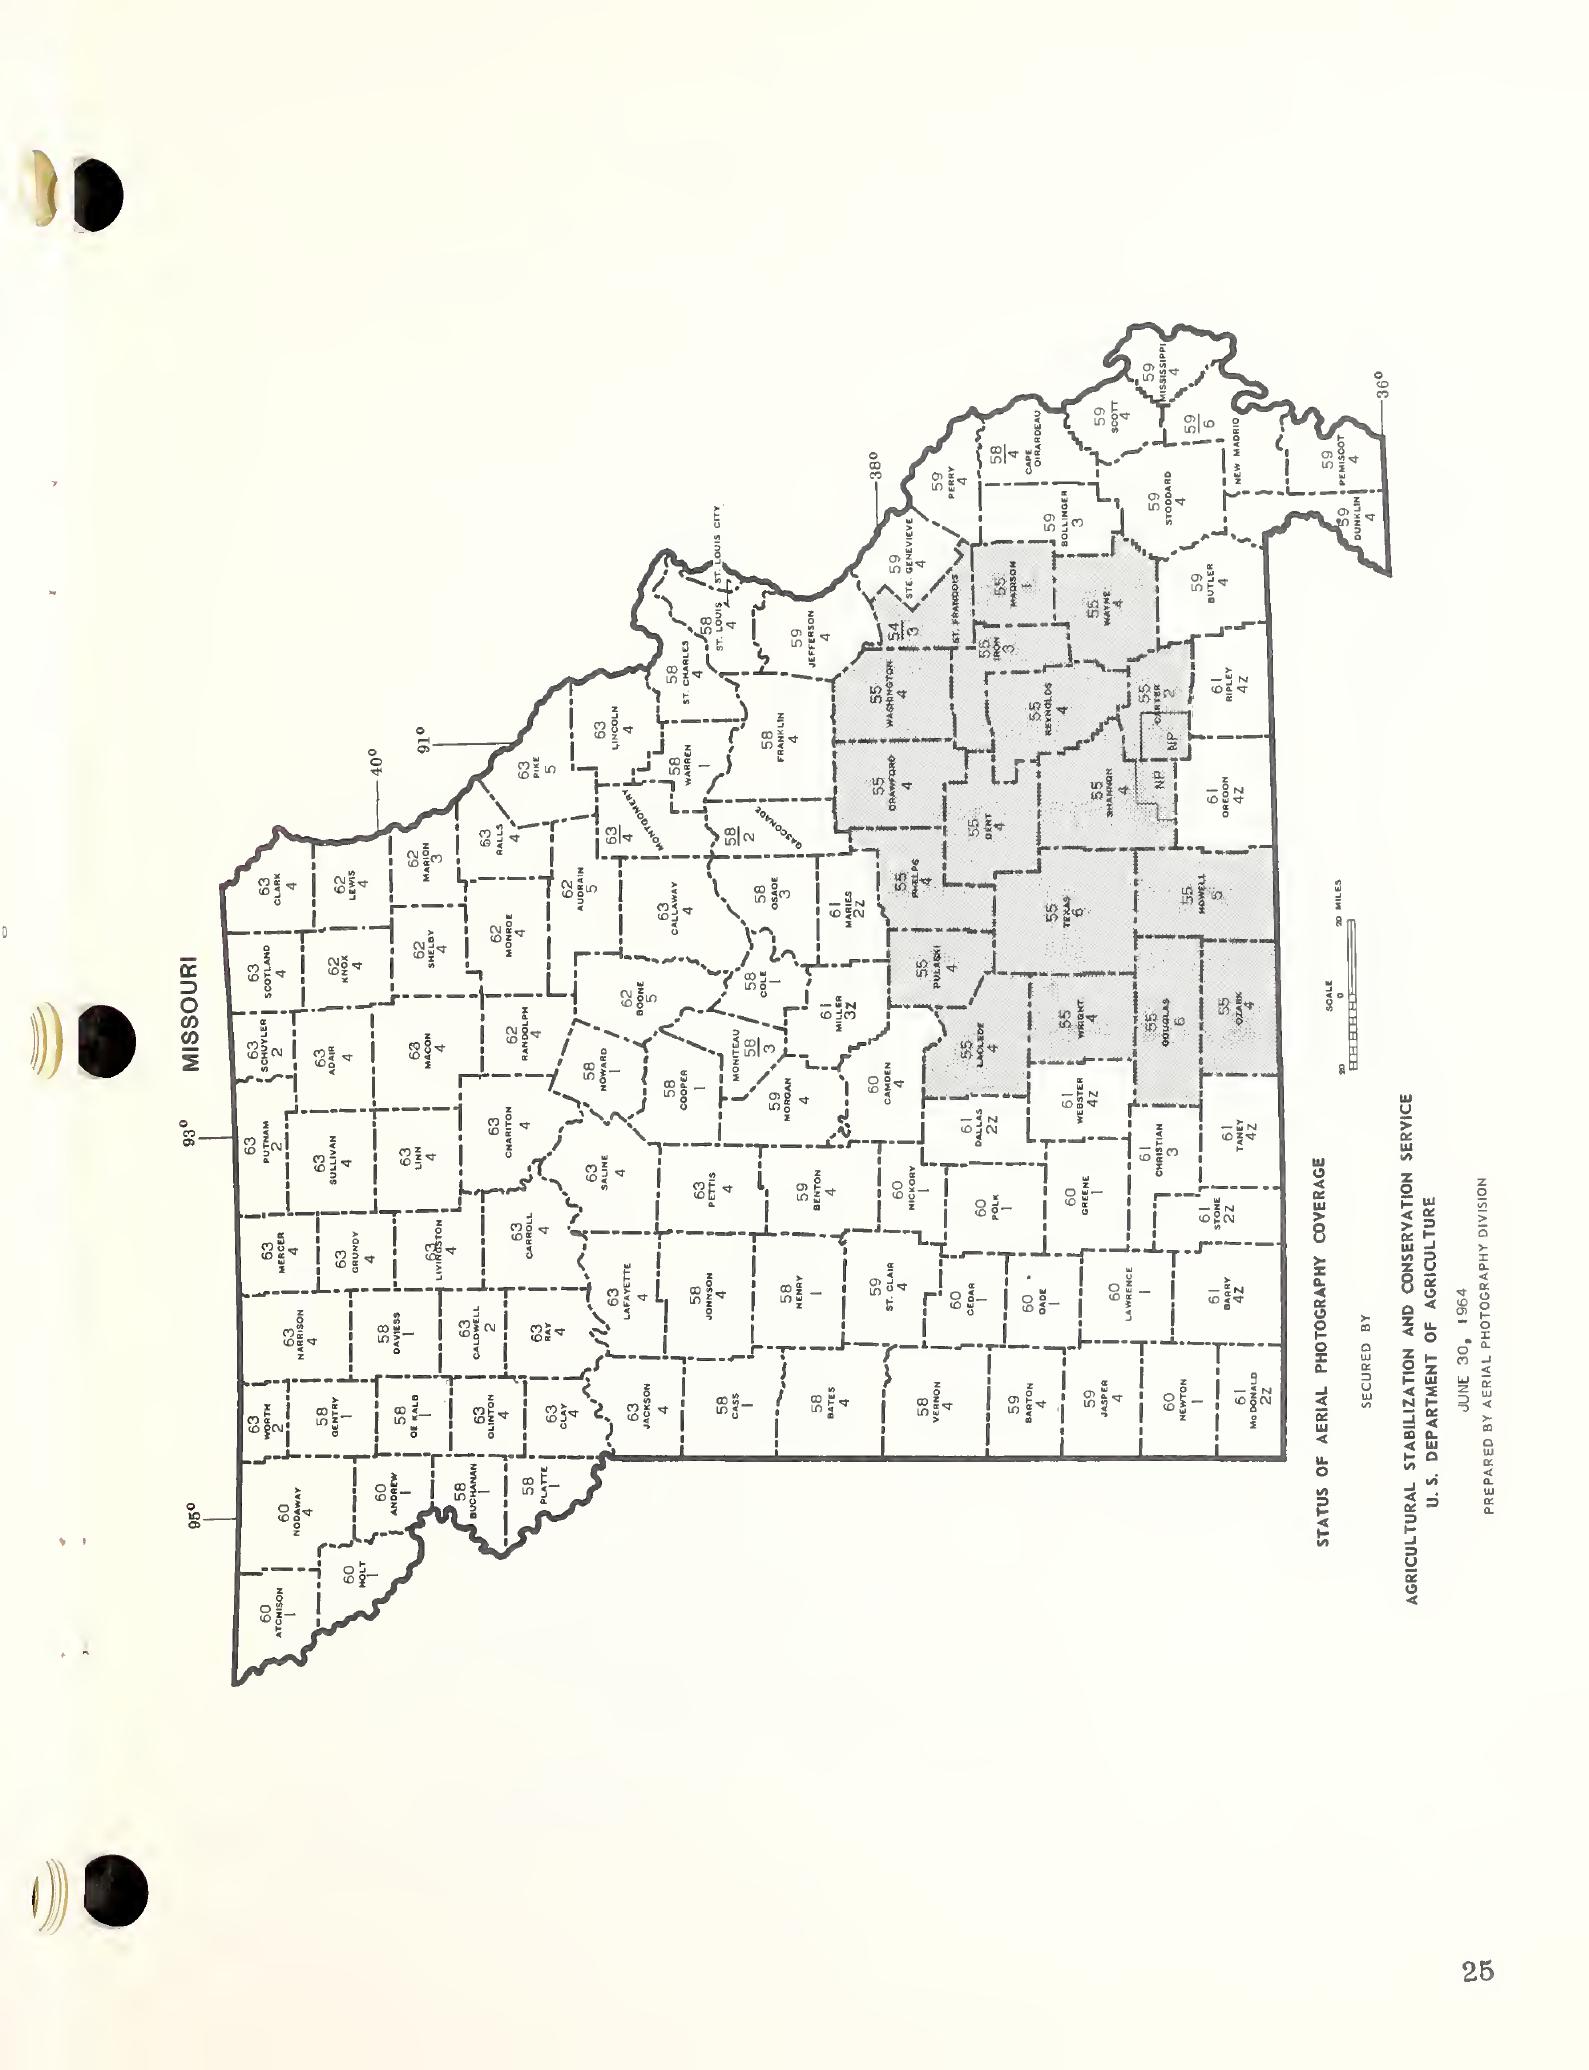 MISSOURI
95°
93°
91°
40°
38°
36°
60
ATCHISON
1
60
NODAWAY
4
60
HOLT
1
60
ANDREW
1
58
BUCHANAN
1
58
PLATTE
1
63
WORTH
2
58
GENTRY
1
58
DE KALB
1
63
CLINTON
4
63
CLAY
4
63
JACKSON
4
58
CASS
1
58
BATES
4
58
VERNON
4
59
BARTON
4
59
JASPER
4
60
NEWTON
1
61
Mc DONALD
2Z
63
HARRISON
4
58
DAVIESS
1
63
CALDWELL
2
63
RAY
4
63
LAFAYETTE
4
58
JOHNSON
4
58
HENRY
1
59
ST. CLAIR
4
60
CEDAR
1
60
DADE
1
60
LAWRENCE
1
61
BARRY
4Z
63
MERCER
4
63
GRUNDY
4
63
LIVINGSTON
4
63
CARROLL
4
63
SALINE
4
63
PETTIS
4
59
BENTON
4
60
HICKORY
1
60
POLK
1
60
GREENE
1
61
CHRISTIAN
3
61
STONE
2Z
61
TANEY
4Z
63
PUTNAM
2
63
SULLIVAN
4
63
LINN
4
63
CHARITON
4
58
HOWARD
1
58
COOPER
1
MONITEAU
58
3
59
MORGAN
4
60
CAMDEN
4
61
DALLAS
2Z
61
WEBSTER
4Z
63
SCHUYLER
2
63
ADAIR
4
63
MACON
4
62
RANDOLPH
4
62
BOONE
5
58
COLE
1
61
MILLER
3Z
55
LACLEDE
4
55
PULASKI
4
55
WRIGHT
4
55
DOUGLAS
6
55
OZARK
4
63
SCOTLAND
4
62
KNOX
4
62
SHELBY
4
62
MONROE
4
62
AUDRAIN
5
63
CALLAWAY
4
58
OSAGE
3
61
MARIES
2Z
55
PHELPS
4
55
TEXAS
6
55
HOWELL
5
63
CLARK
4
62
LEWIS
4
62
MARION
3
63
RALLS
4
63
PIKE
5
63
4
MONTGOMERY
58
2
GASCONADE
63
LINCOLN
4
58
WARREN
1
58
ST. CHARLES
4
58
ST. LOUIS
4
ST. LOUIS CITY
58
FRANKLIN
4
59
JEFFERSON
4
55
CRAWFORD
4
55
WASHINGTON
4
55
DENT
4
55
SHANNON
4
NP
NP
61
OREGON
4Z
54
3
ST. FRANCOIS
55
IRON
3
55
REYNOLDS
4
55
CARTER
2
61
RIPLEY
4Z
59
STE. GENEVIEVE
4
55
MADISON
1
55
WAYNE
4
59
BUTLER
4
59
PERRY
4
58
4
CAPE
GIRARDEAU
59
BOLLINGER
3
59
SCOTT
4
59
STODDARD
4
59
MISSISSIPPI
4
59
6
NEW MADRID
59
PEMISCOT
4
59
DUNKLIN
4
SCALE
20 0 20 MILES
STATUS OF AERIAL PHOTOGRAPHY COVERAGE
SECURED BY
AGRICULTURAL STABILIZATION AND CONSERVATION SERVICE
U. S. DEPARTMENT OF AGRICULTURE
JUNE 30, 1964
PREPARED BY AERIAL PHOTOGRAPHY DIVISION
25